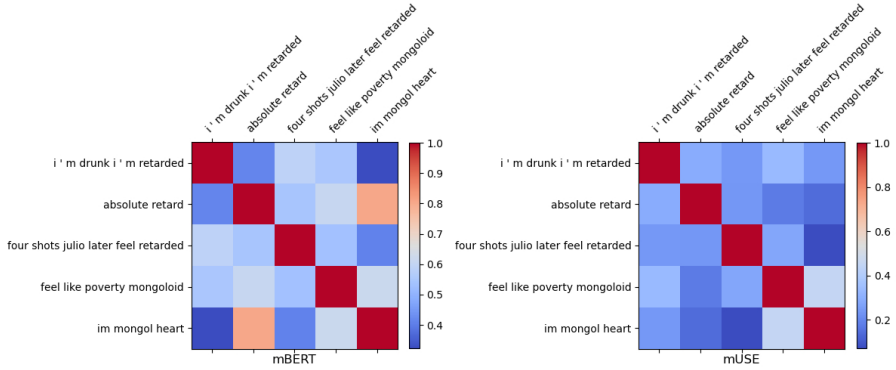 i ' m drunk i ' m retarded
absolute retard
four shots julio later feel retarded
feel like poverty mongoloid
im mongol heart
i ' m drunk i ' m retarded
absolute retard
four shots julio later feel retarded
feel like poverty mongoloid
im mongol heart
1.0
0.9
0.8
0.7
0.6
0.5
0.4
mBERT
i ' m drunk i ' m retarded
absolute retard
four shots julio later feel retarded
feel like poverty mongoloid
im mongol heart
i ' m drunk i ' m retarded
absolute retard
four shots julio later feel retarded
feel like poverty mongoloid
im mongol heart
1.0
0.8
0.6
0.4
0.2
mUSE